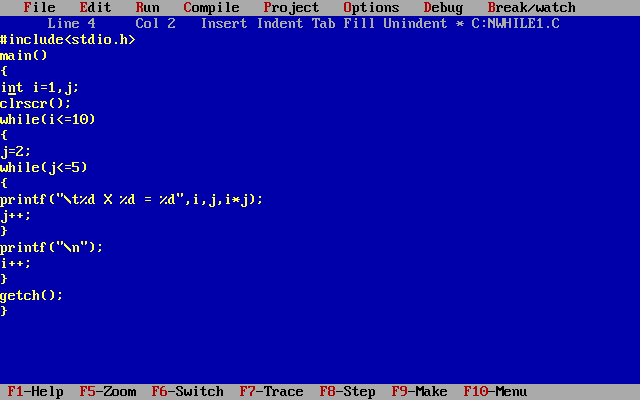 File Edit Run Compile Project Options Debug Break/watch
Line 4 Col 2 Insert Indent Tab Fill Unindent * C:NWHILE1.C
#include<stdio.h>
main()
{
int i=1,j;
clrscr();
while(i<=10)
{
j=2;
while(j<=5)
{
printf("\t%d X %d = %d",i,j,i*j);
j++;
}
printf("\n");
i++;
}
getch();
}
F1-Help F5-Zoom F6-Switch F7-Trace F8-Step F9-Make F10-Menu